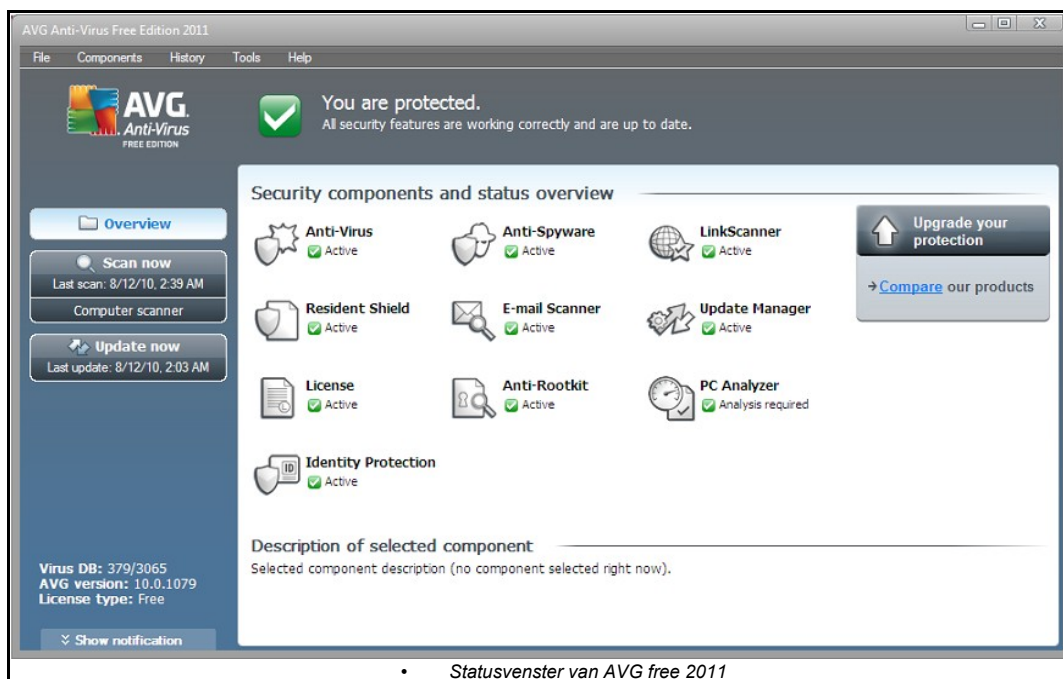 AVG Anti-Virus Free Edition 2011
File Components History Tools Help
AVG.
Anti-Virus
FREE EDITION
You are protected.
All security features are working correctly and are up to date.
Overview
Scan now
Last scan: 8/12/10, 2:39 AM
Computer scanner
Update now
Last update: 8/12/10, 2:03 AM
Security components and status overview
Anti-Virus
Active
Anti-Spyware
Active
LinkScanner
Active
Resident Shield
Active
E-mail Scanner
Active
Update Manager
Active
License
Active
Anti-Rootkit
Active
PC Analyzer
Analysis required
ID
Identity Protection
Active
Upgrade your
protection
Compare our products
Description of selected component
Selected component description (no component selected right now).
Virus DB: 379/3065
AVG version: 10.0.1079
License type: Free
Show notification
• Statusvenster van AVG free 2011